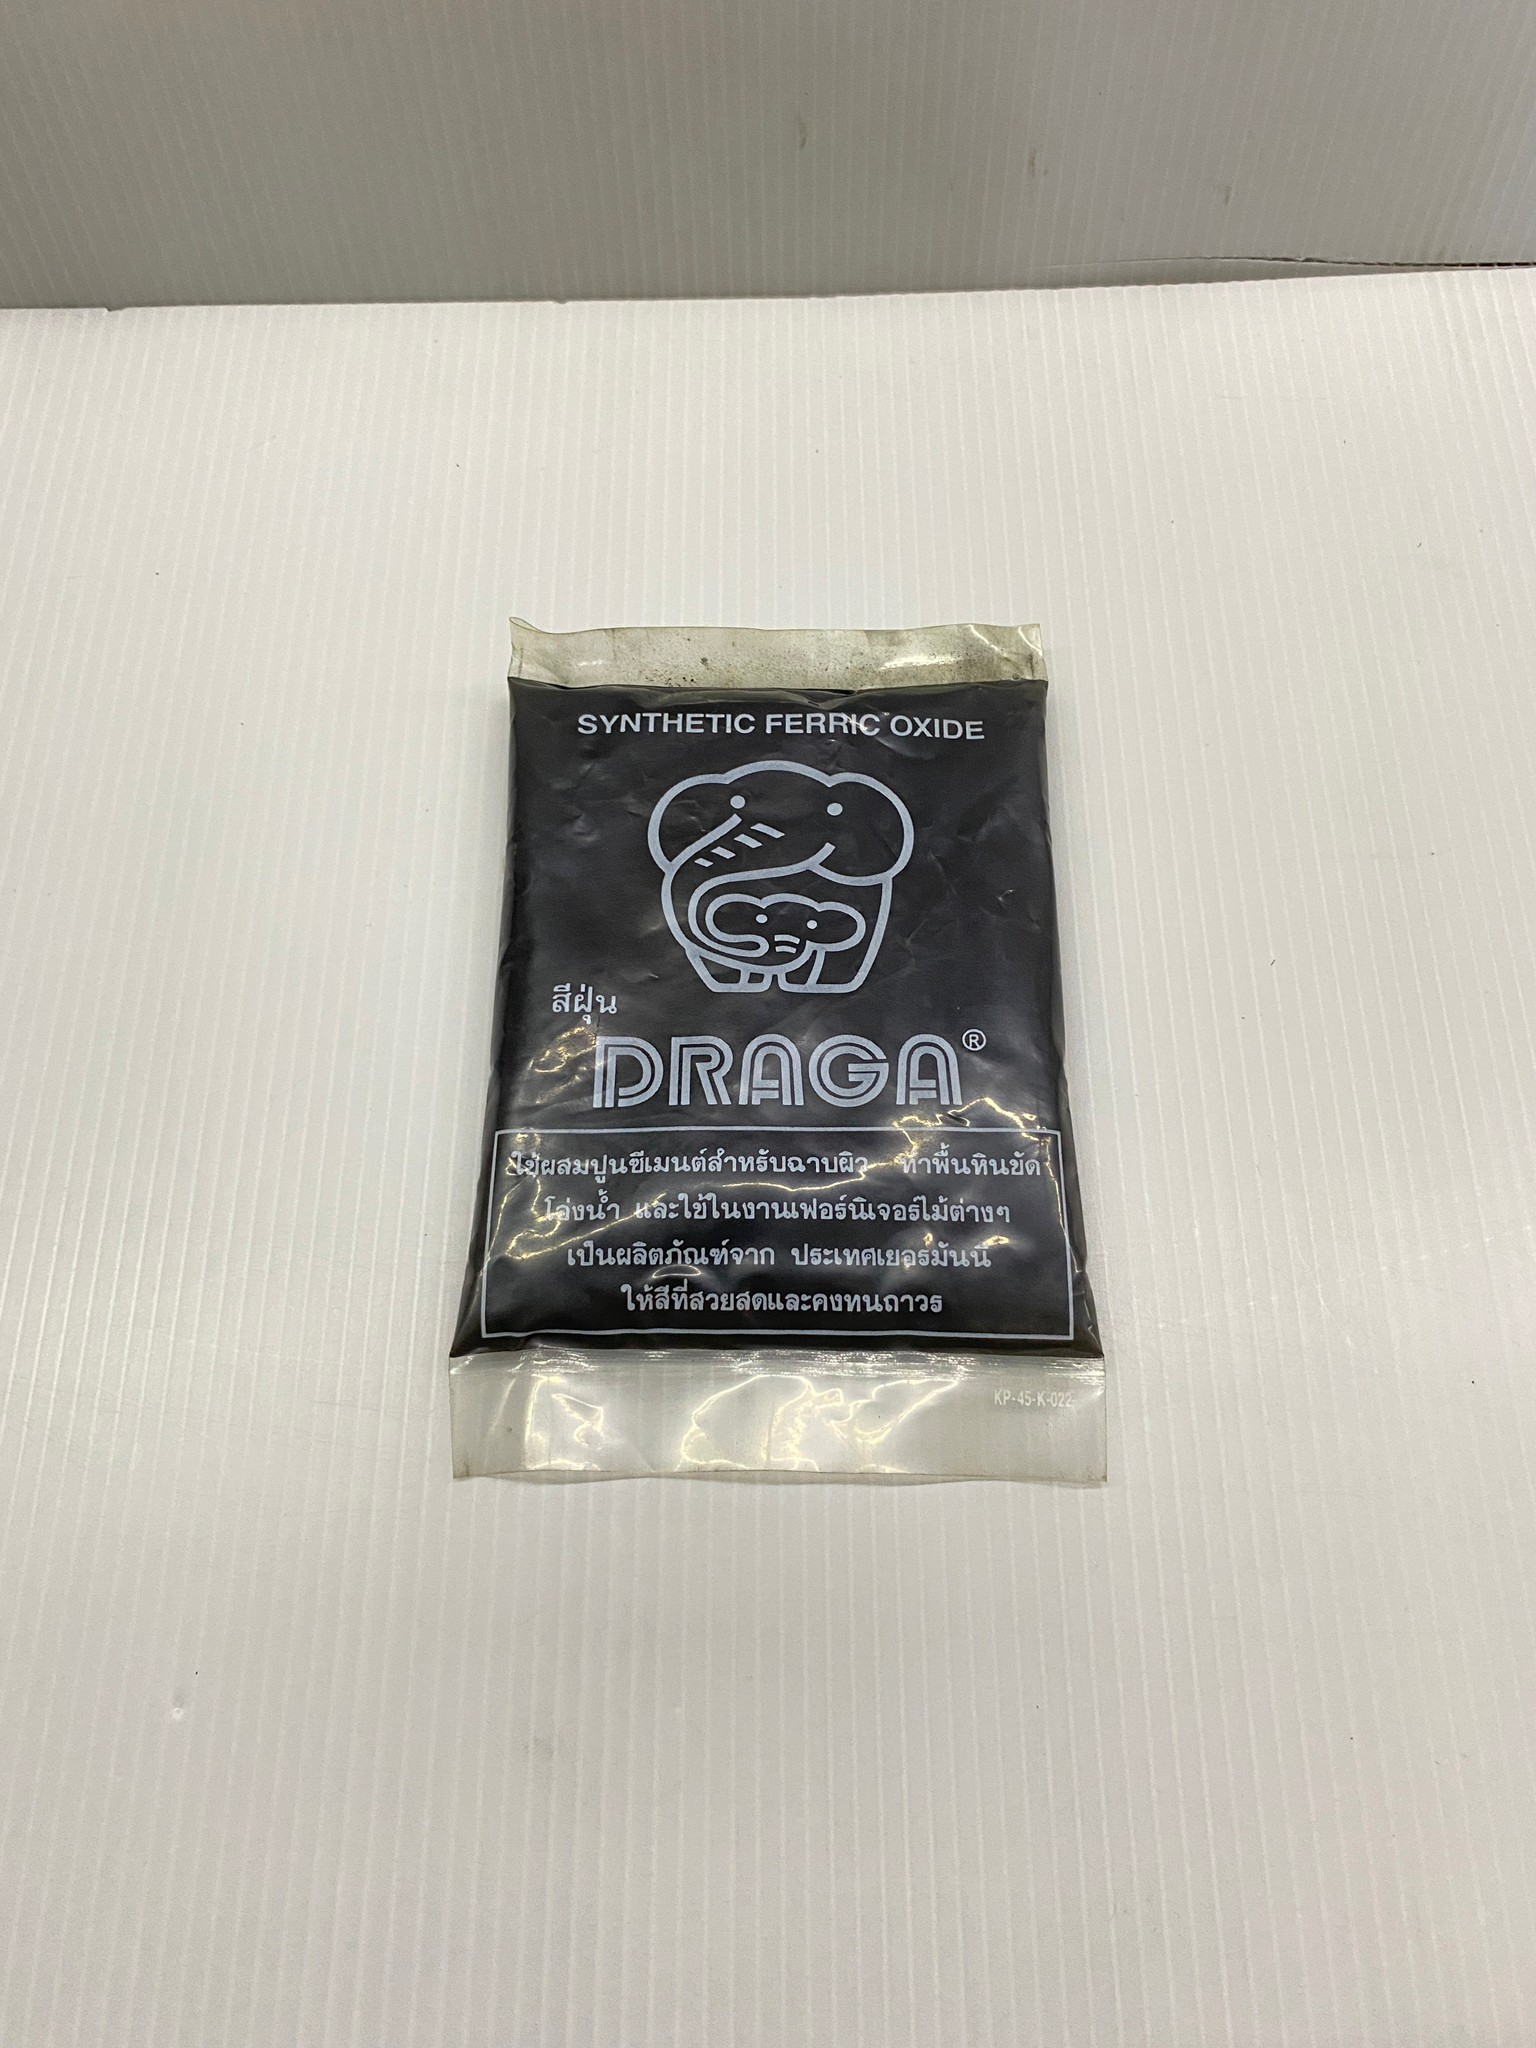 SYNTHETIC FERRIC OXIDE
สีฝุ่น
DRAGA®
ใช้ผสมปูนซีเมนต์สำหรับฉาบผิว ทำพื้นหินขัด
โอ่งน้ำ และใช้ในงานเฟอร์นิเจอร์ไม้ต่างๆ
เป็นผลิตภัณฑ์จาก ประเทศเยอรมันนี
ให้สีที่สวยสดและคงทนถาวร
KP-45-K-022